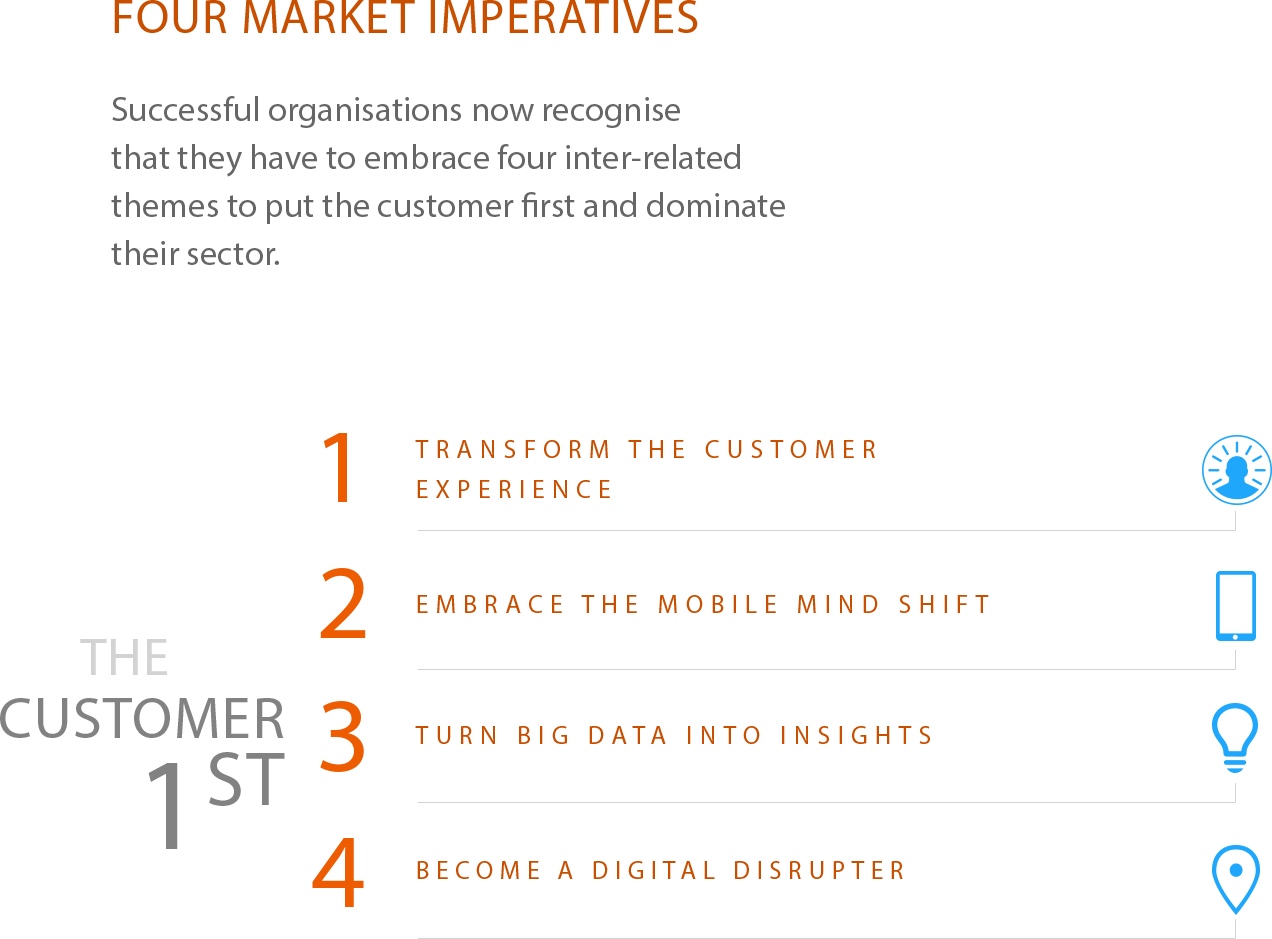 FOUR MARKET IMPERATIVES
Successful organisations now recognise
that they have to embrace four inter-related
themes to put the customer first and dominate
their sector.
THE
CUSTOMER
1ST
1
TRANSFORM THE CUSTOMER
EXPERIENCE
2
EMBRACE THE MOBILE MIND SHIFT
3
TURN BIG DATA INTO INSIGHTS
4
BECOME A DIGITAL DISRUPTER